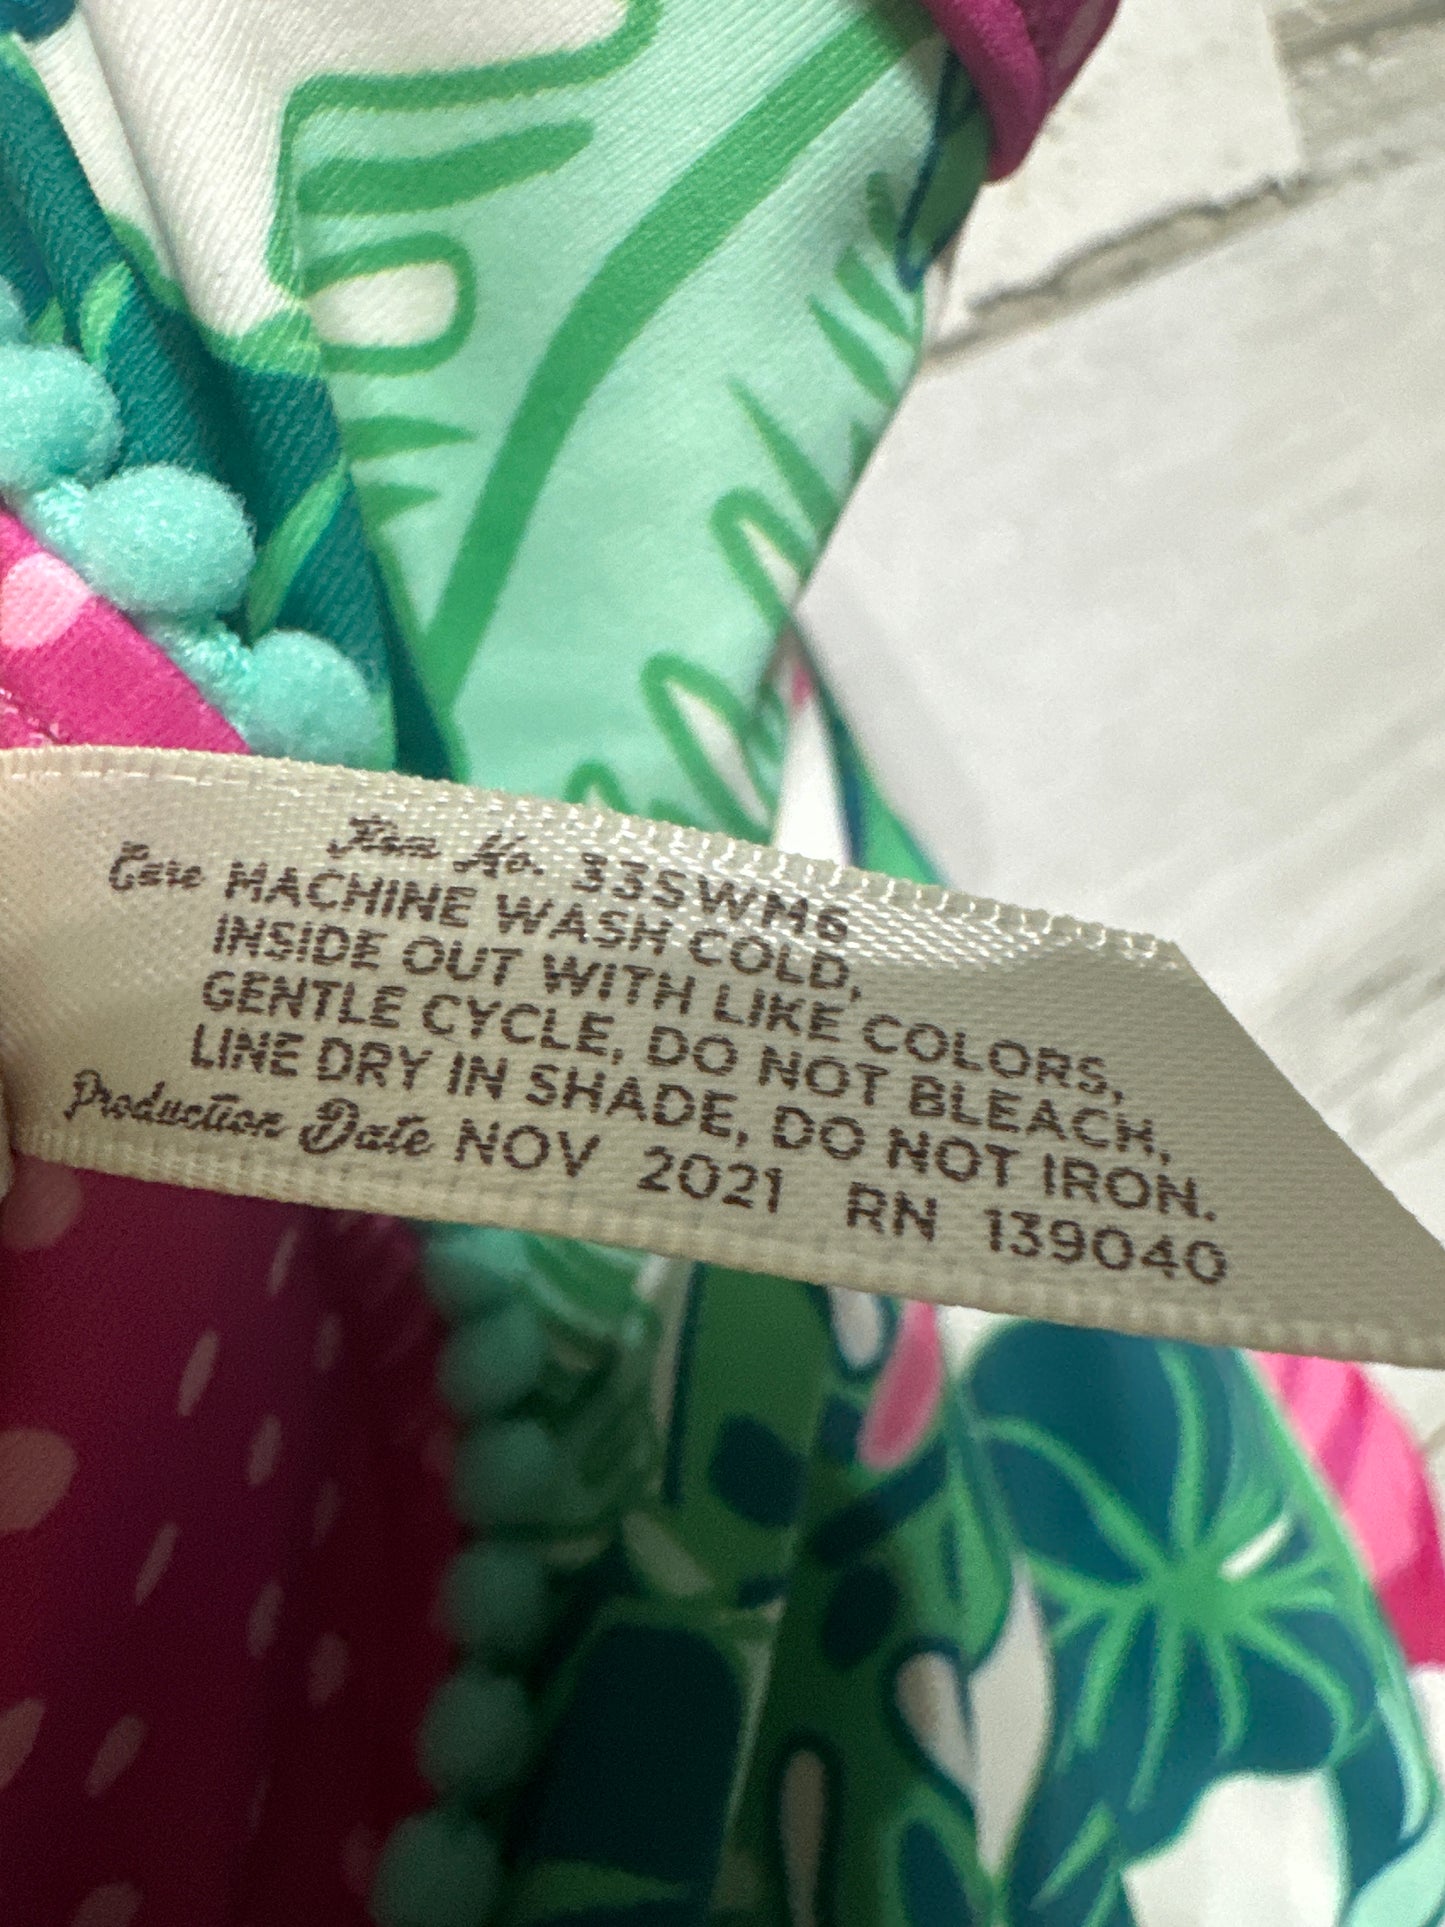 Item No. 33SWM6
Care MACHINE WASH COLD,
INSIDE OUT WITH LIKE COLORS,
GENTLE CYCLE, DO NOT BLEACH,
LINE DRY IN SHADE, DO NOT IRON.
Production Date NOV 2021 RN 139040